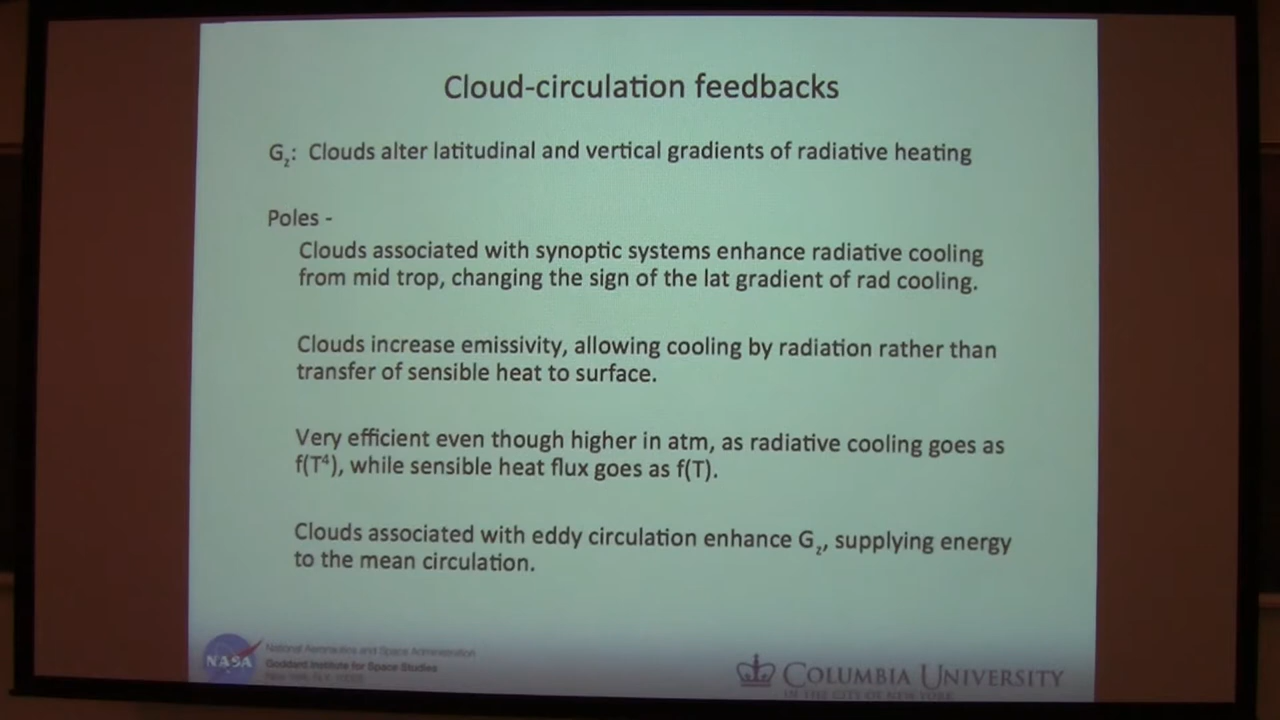 Cloud-circulation feedbacks
G_z: Clouds alter latitudinal and vertical gradients of radiative heating
Poles -
Clouds associated with synoptic systems enhance radiative cooling
from mid trop, changing the sign of the lat gradient of rad cooling.
Clouds increase emissivity, allowing cooling by radiation rather than
transfer of sensible heat to surface.
Very efficient even though higher in atm, as radiative cooling goes as
f(T⁴), while sensible heat flux goes as f(T).
Clouds associated with eddy circulation enhance G_z, supplying energy
to the mean circulation.
NASA
National Aeronautics and Space Administration
Goddard Institute for Space Studies
COLUMBIA UNIVERSITY
IN THE CITY OF NEW YORK